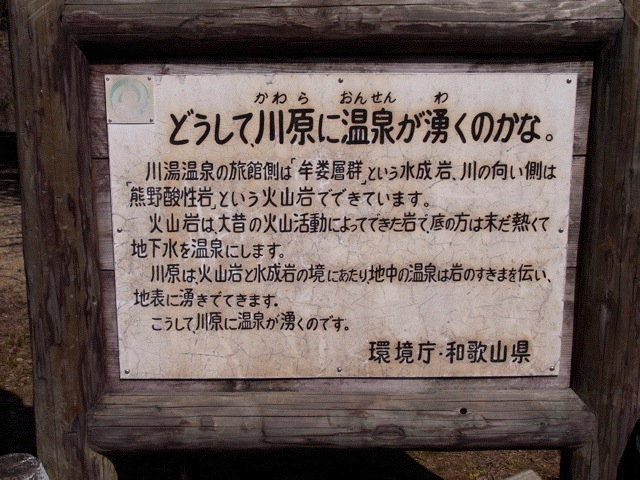 かわら おんせん わ
どうして、川原に温泉が湧くのかな。
川湯温泉の旅館側は「牟婁層群」という水成岩、川の向い側は
「熊野酸性岩」という火山岩でできています。
火山岩は、大昔の火山活動によってできた岩で、底の方は未だ熱くて
地下水を温泉にします。
川原は、火山岩と水成岩の境にあたり、地中の温泉は岩のすきまを伝い、
地表に湧きでてきます。
こうして、川原に温泉が湧くのです。
環境庁・和歌山県